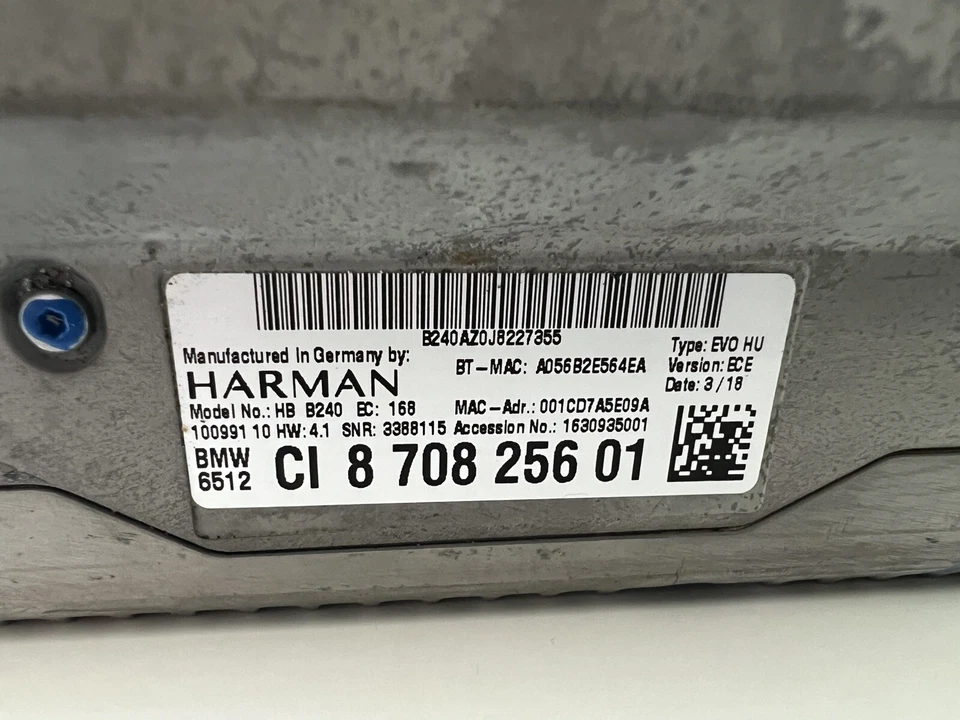 B240AZ0J8227355
Manufactured In Germany by:
HARMAN
BT-MAC: A056B2E564EA
Type: EVO HU
Version: ECE
Date: 3 / 18
Model No.: HB B240 EC: 168
MAC-Adr.: 001CD7A5E09A
100991 10 HW: 4.1 SNR: 3388115 Accession No.: 1630935001
BMW
6512
CI 8 708 256 01